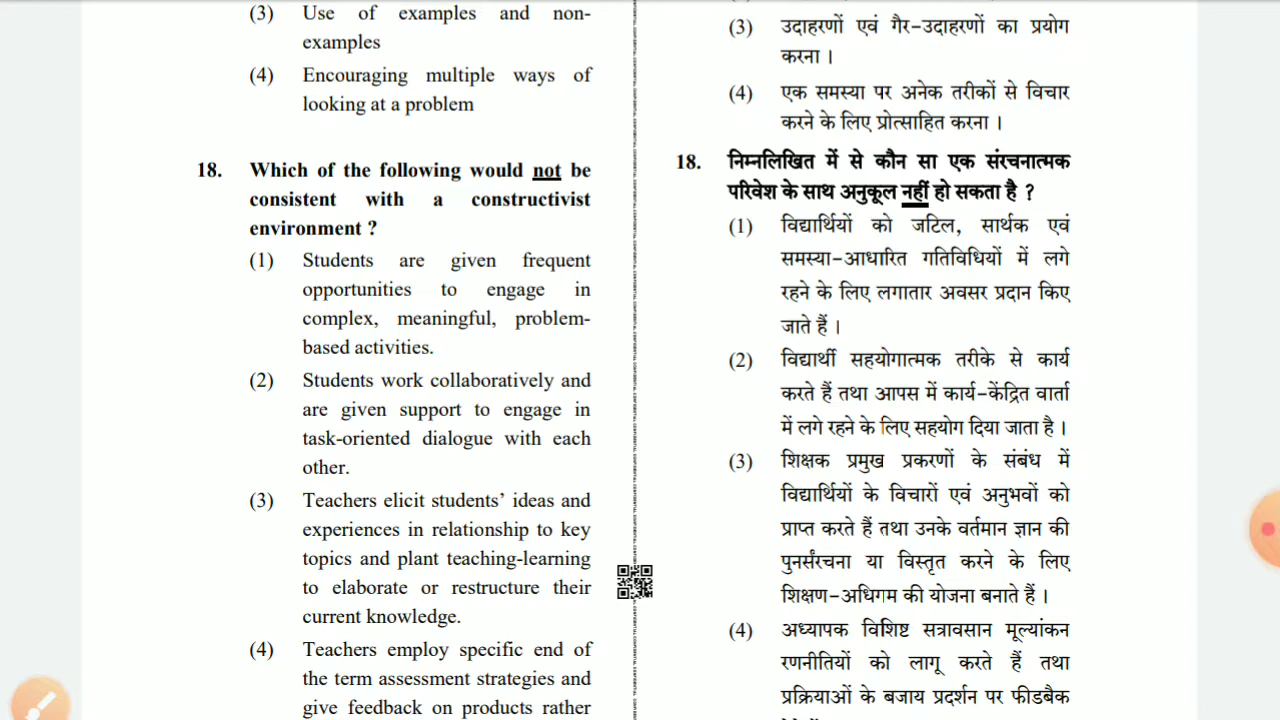 (3) Use of examples and non-
examples
(4) Encouraging multiple ways of
looking at a problem
18. Which of the following would not be
consistent with a constructivist
environment ?
(1) Students are given frequent
opportunities to engage in
complex, meaningful, problem-
based activities.
(2) Students work collaboratively and
are given support to engage in
task-oriented dialogue with each
other.
(3) Teachers elicit students’ ideas and
experiences in relationship to key
topics and plant teaching-learning
to elaborate or restructure their
current knowledge.
(4) Teachers employ specific end of
the term assessment strategies and
give feedback on products rather
(3) उदाहरणों एवं गैर-उदाहरणों का प्रयोग
करना ।
(4) एक समस्या पर अनेक तरीकों से विचार
करने के लिए प्रोत्साहित करना ।
18. निम्नलिखित में से कौन सा एक संरचनात्मक
परिवेश के साथ अनुकूल नहीं हो सकता है ?
(1) विद्यार्थियों को जटिल, सार्थक एवं
समस्या-आधारित गतिविधियों में लगे
रहने के लिए लगातार अवसर प्रदान किए
जाते हैं ।
(2) विद्यार्थी सहयोगात्मक तरीके से कार्य
करते हैं तथा आपस में कार्य-केंद्रित वार्ता
में लगे रहने के लिए सहयोग दिया जाता है ।
(3) शिक्षक प्रमुख प्रकरणों के संबंध में
विद्यार्थियों के विचारों एवं अनुभवों को
प्राप्त करते हैं तथा उनके वर्तमान ज्ञान की
पुनर्संरचना या विस्तृत करने के लिए
शिक्षण-अधिगम की योजना बनाते हैं ।
(4) अध्यापक विशिष्ट सत्रावसान मूल्यांकन
रणनीतियों को लागू करते हैं तथा
प्रक्रियाओं के बजाय प्रदर्शन पर फीडबैक